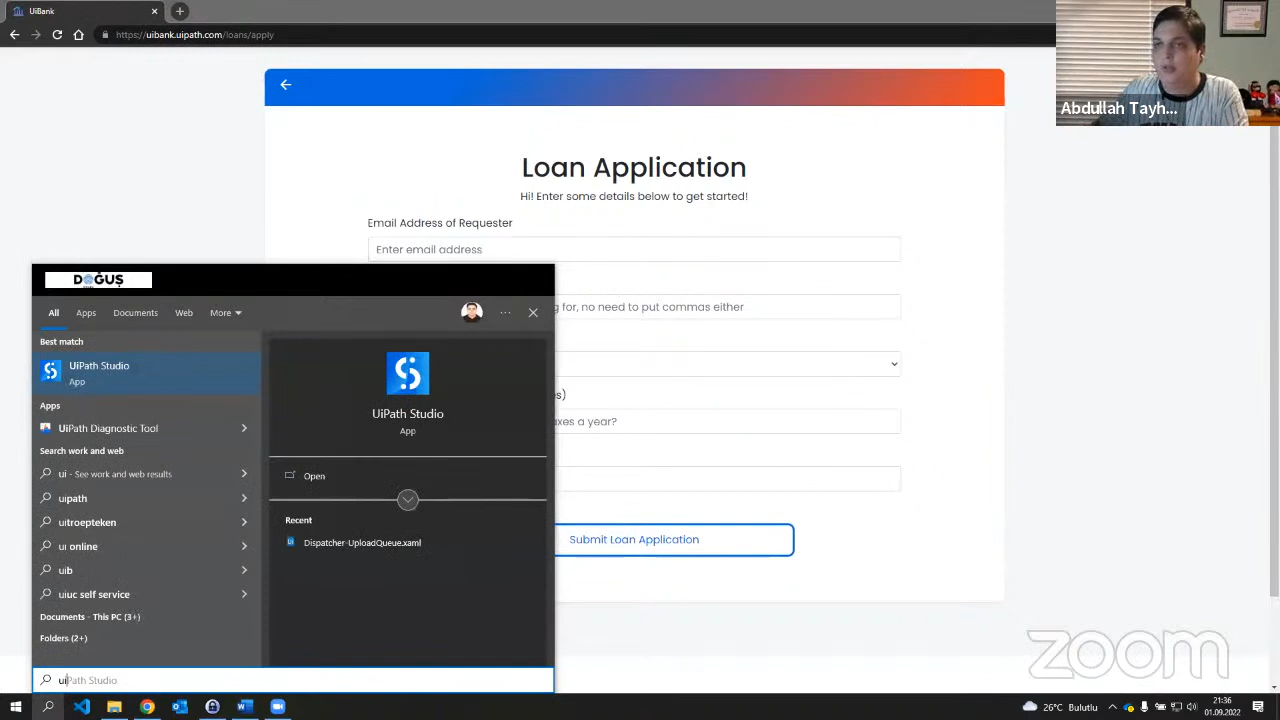 UiBank
https://uibank.uipath.com/loans/apply
Abdullah Tayh...
Loan Application
Hi! Enter some details below to get started!
Email Address of Requester
Enter email address
g for, no need to put commas either
s)
axes a year?
Submit Loan Application
DOĞUŞ
All
Apps
Documents
Web
More
Best match
UiPath Studio
App
Apps
UiPath Diagnostic Tool
Search work and web
ui - See work and web results
uipath
uitroepteken
ui online
uib
uiuc self service
Documents - This PC (3+)
Folders (2+)
UiPath Studio
App
Open
Recent
Dispatcher-UploadQueue.xaml
uiPath Studio
zoom
26°C Bulutlu
21:36
01.09.2022